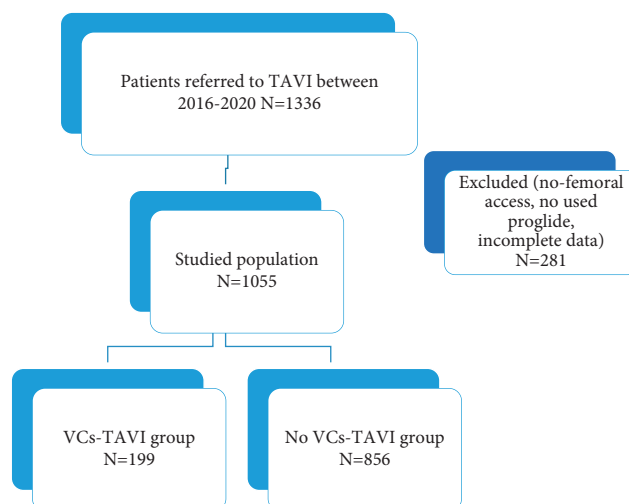 Patients referred to TAVI between
2016-2020 N=1336
Excluded (no-femoral
access, no used
proglide,
incomplete data)
N=281
Studied population
N=1055
VCs-TAVI group
N=199
No VCs-TAVI group
N=856